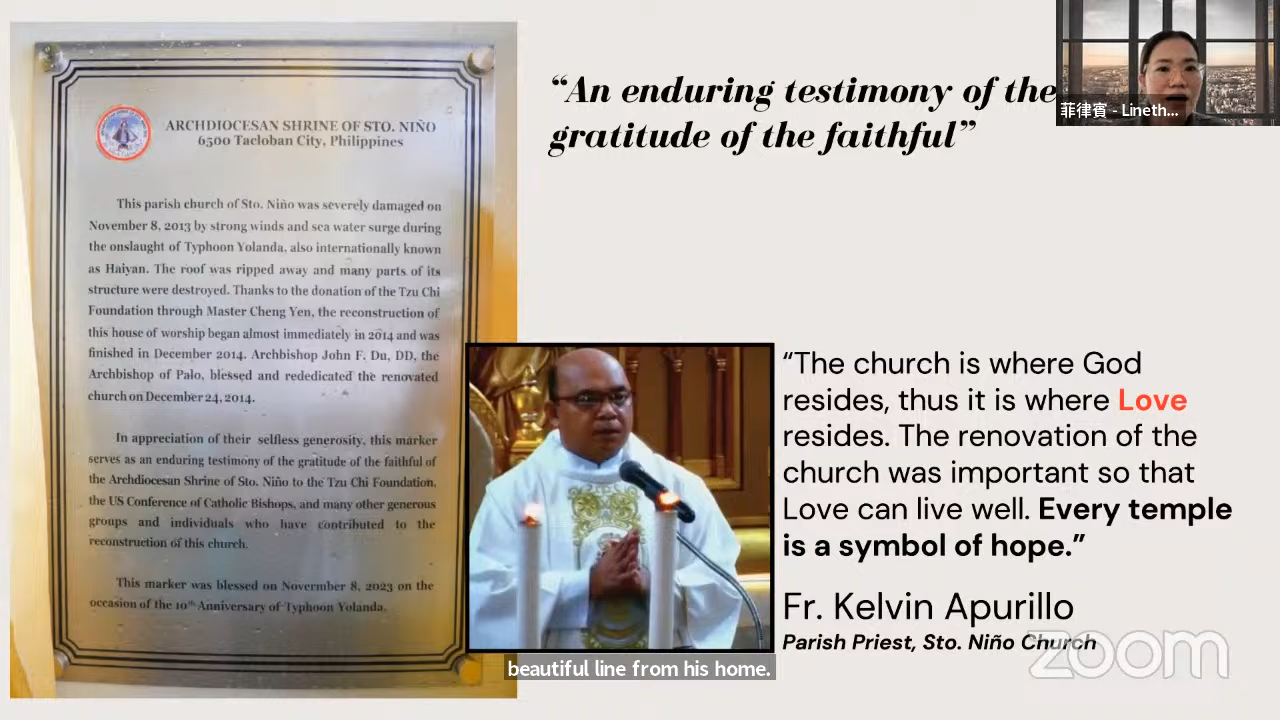 ARCHDIOCESAN SHRINE OF STO. NIÑO
6500 Tacloban City, Philippines
This parish church of Sto. Niño was severely damaged on
November 8, 2013 by strong winds and sea water surge during
the onslaught of Typhoon Yolanda, also internationally known
as Haiyan. The roof was ripped away and many parts of its
structure were destroyed. Thanks to the donation of the Tzu Chi
Foundation through Master Cheng Yen, the reconstruction of
this house of worship began almost immediately in 2014 and was
finished in December 2014. Archbishop John F. Du, DD, the
Archbishop of Palo, blessed and rededicated the renovated
church on December 24, 2014.
In appreciation of their selfless generosity, this marker
serves as an enduring testimony of the gratitude of the faithful of
the Archdiocesan Shrine of Sto. Niño to the Tzu Chi Foundation,
the US Conference of Catholic Bishops, and many other generous
groups and individuals who have contributed to the
reconstruction of this church.
This marker was blessed on November 8, 2023 on the
occasion of the 10th Anniversary of Typhoon Yolanda.
“An enduring testimony of the
gratitude of the faithful”
菲律賓 - Lineth...
“The church is where God
resides, thus it is where Love
resides. The renovation of the
church was important so that
Love can live well. Every temple
is a symbol of hope.”
Fr. Kelvin Apurillo
Parish Priest, Sto. Niño Church
zoom
beautiful line from his home.